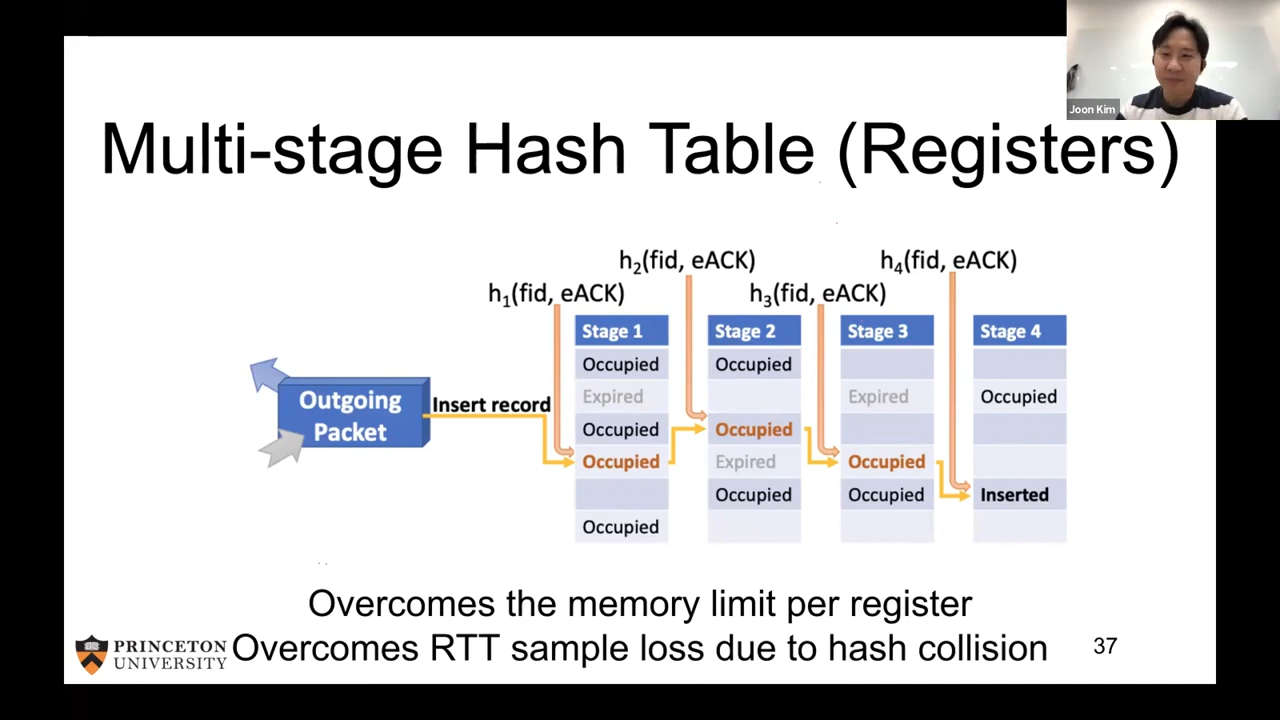 Joon Kim
Multi-stage Hash Table (Registers)
h2(fid, eACK)
h4(fid, eACK)
h1(fid, eACK)
h3(fid, eACK)
Stage 1
Stage 2
Stage 3
Stage 4
Occupied
Occupied
Outgoing
Packet
Insert record
Expired
Expired
Occupied
Occupied
Occupied
Occupied
Expired
Occupied
Occupied
Occupied
Inserted
Occupied
Overcomes the memory limit per register
Overcomes RTT sample loss due to hash collision
PRINCETON
UNIVERSITY
37